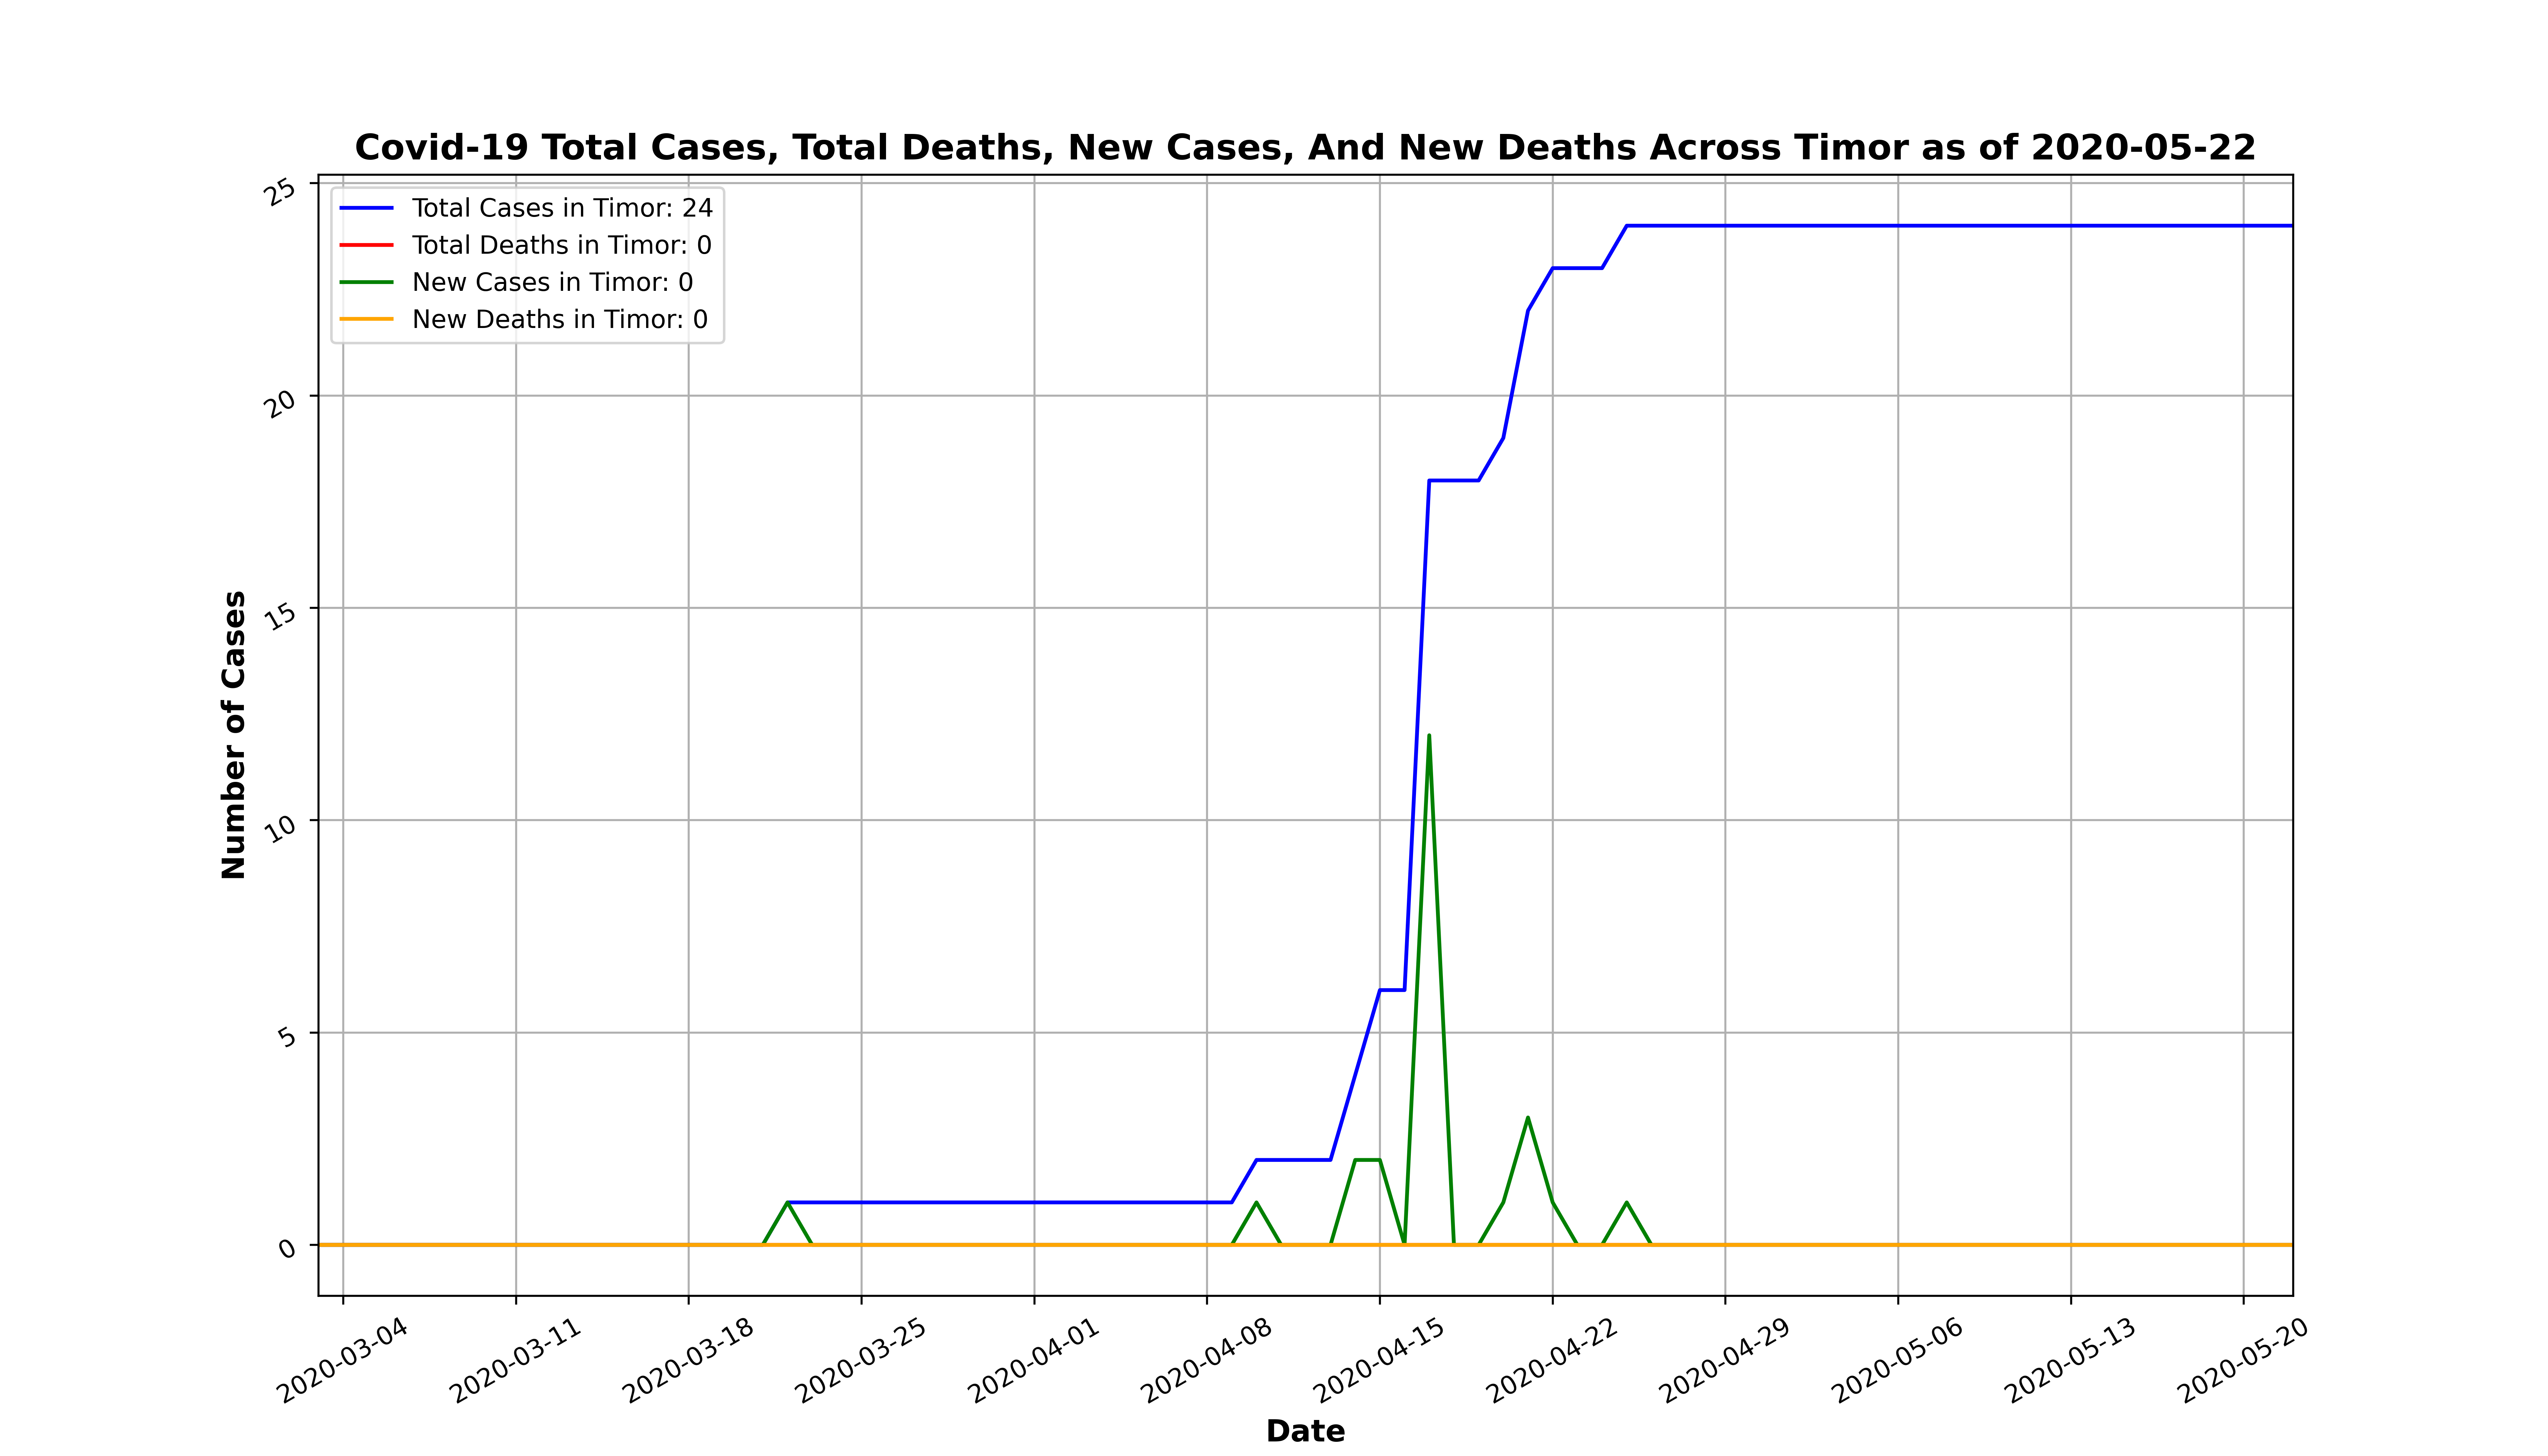 Covid-19 Total Cases, Total Deaths, New Cases, And New Deaths Across Timor as of 2020-05-22
Total Cases in Timor: 24
Total Deaths in Timor: 0
New Cases in Timor: 0
New Deaths in Timor: 0
Number of Cases
25
20
15
10
5
0
2020-03-04
2020-03-11
2020-03-18
2020-03-25
2020-04-01
2020-04-08
2020-04-15
2020-04-22
2020-04-29
2020-05-06
2020-05-13
2020-05-20
Date